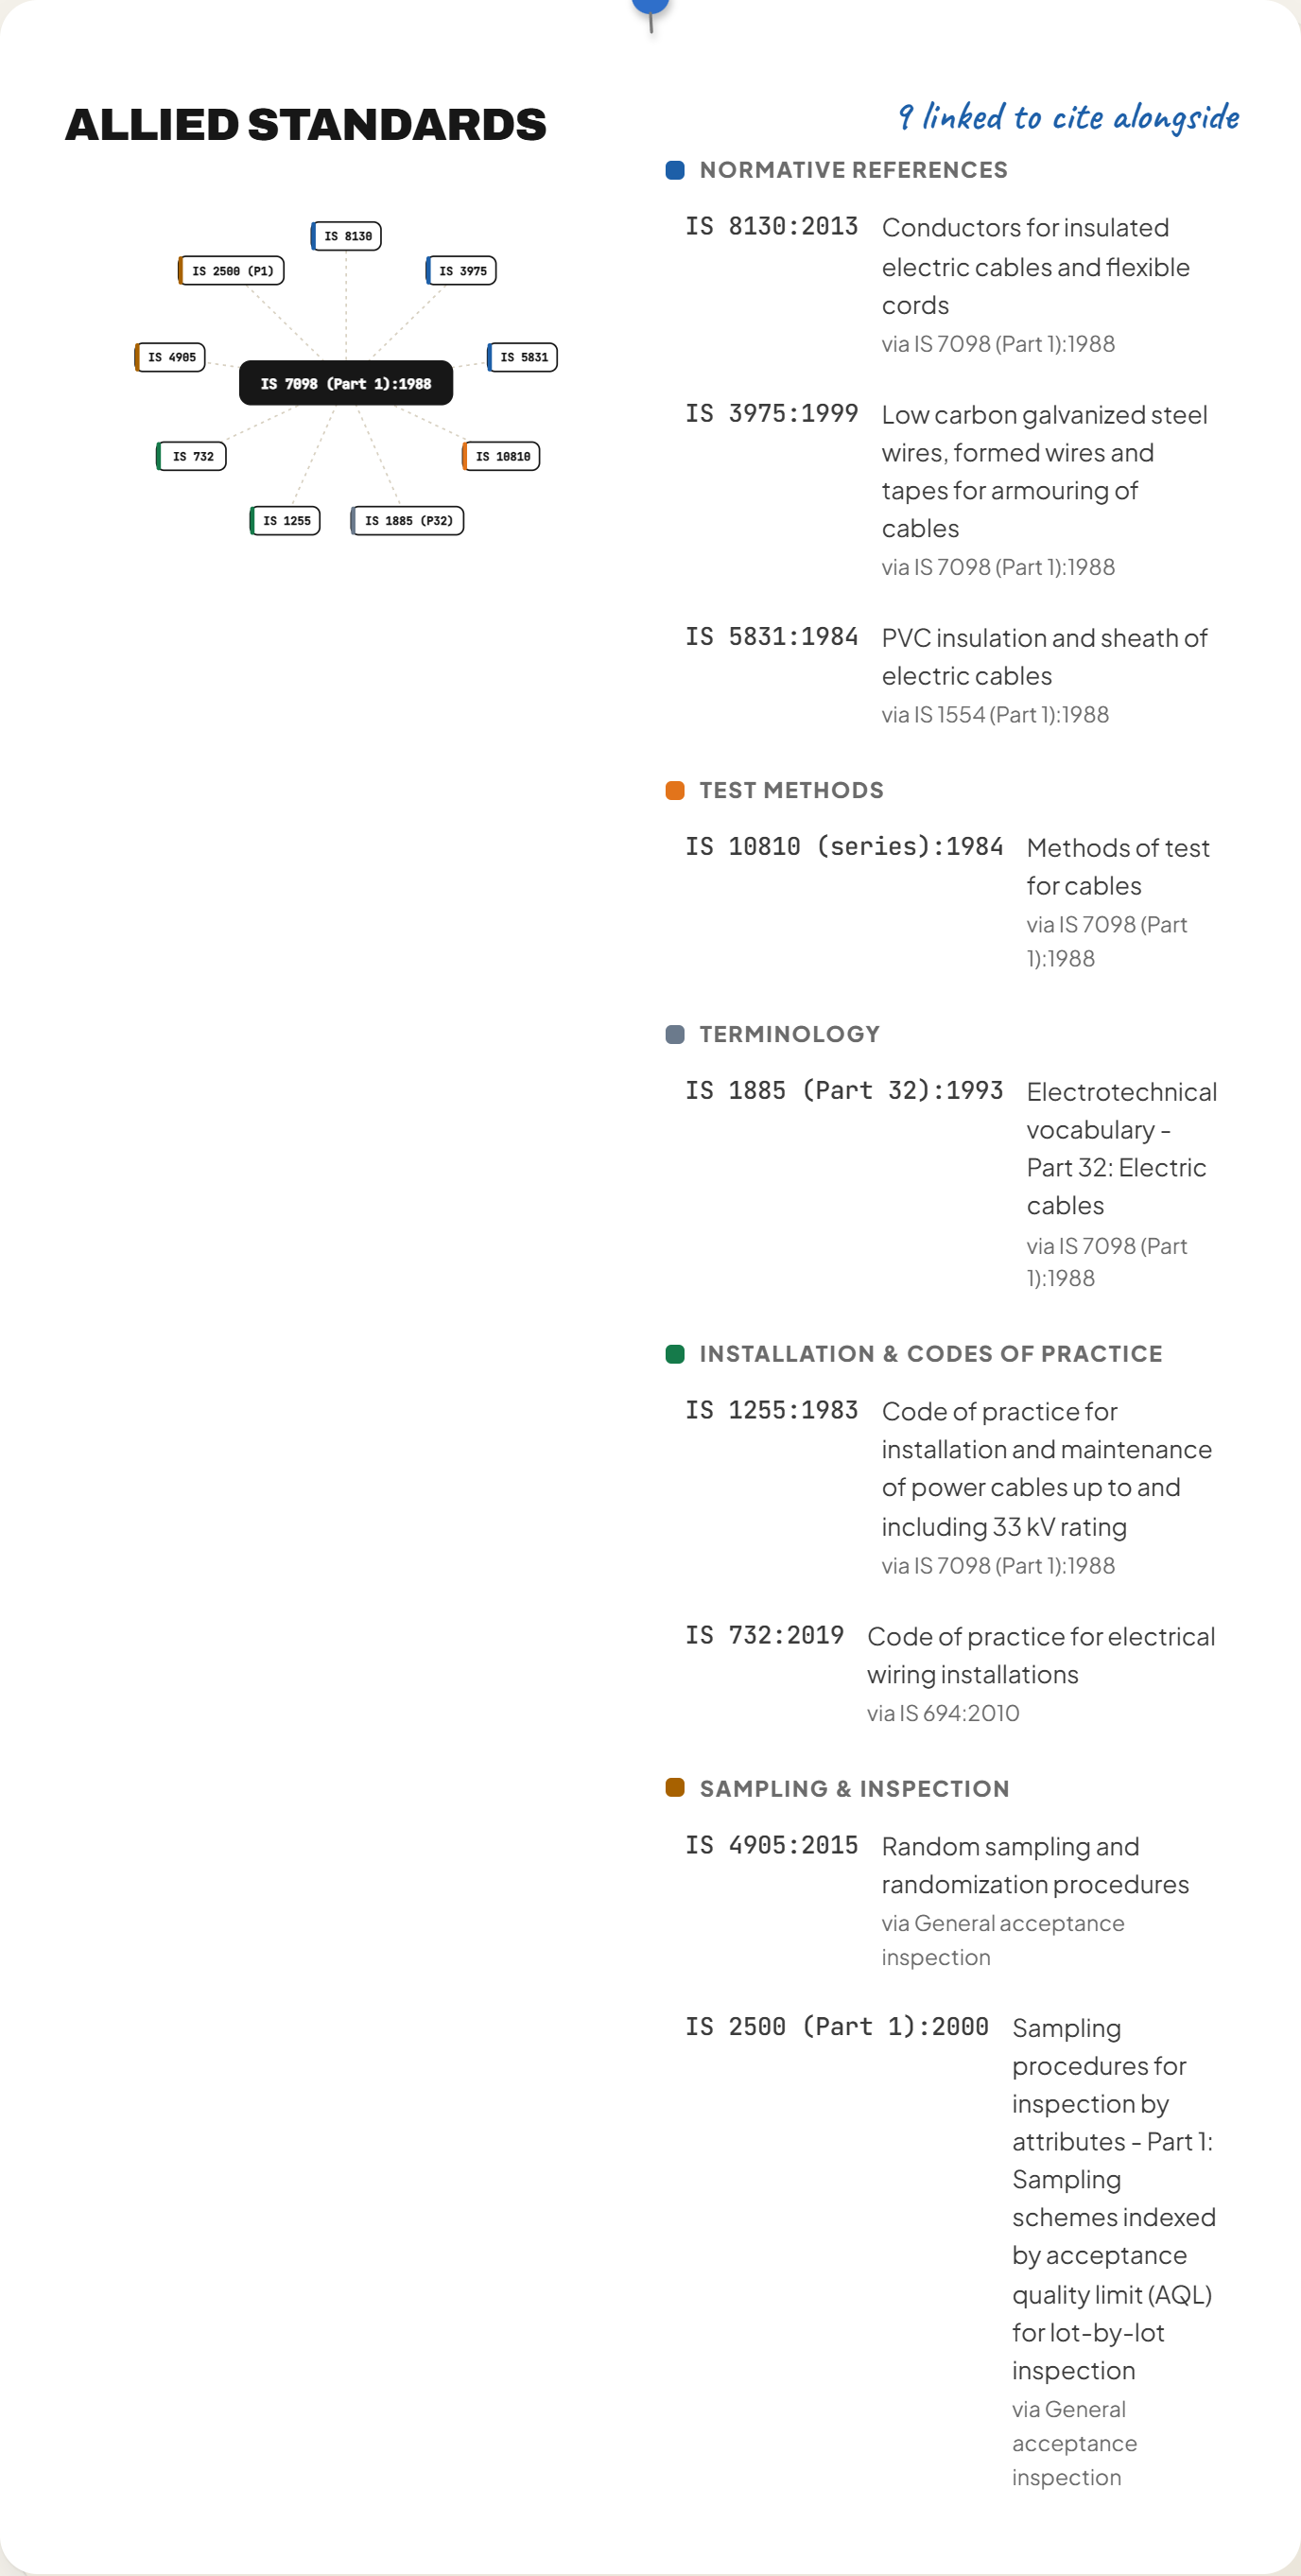 ALLIED STANDARDS
9 linked to cite alongside
IS 8130
IS 2500 (P1)
IS 3975
IS 4905
IS 5831
IS 7098 (Part 1):1988
IS 732
IS 10810
IS 1255
IS 1885 (P32)
NORMATIVE REFERENCES
IS 8130:2013 Conductors for insulated
electric cables and flexible
cords
via IS 7098 (Part 1):1988
IS 3975:1999 Low carbon galvanized steel
wires, formed wires and
tapes for armouring of
cables
via IS 7098 (Part 1):1988
IS 5831:1984 PVC insulation and sheath of
electric cables
via IS 1554 (Part 1):1988
TEST METHODS
IS 10810 (series):1984 Methods of test
for cables
via IS 7098 (Part
1):1988
TERMINOLOGY
IS 1885 (Part 32):1993 Electrotechnical
vocabulary -
Part 32: Electric
cables
via IS 7098 (Part
1):1988
INSTALLATION & CODES OF PRACTICE
IS 1255:1983 Code of practice for
installation and maintenance
of power cables up to and
including 33 kV rating
via IS 7098 (Part 1):1988
IS 732:2019 Code of practice for electrical
wiring installations
via IS 694:2010
SAMPLING & INSPECTION
IS 4905:2015 Random sampling and
randomization procedures
via General acceptance
inspection
IS 2500 (Part 1):2000 Sampling
procedures for
inspection by
attributes - Part 1:
Sampling
schemes indexed
by acceptance
quality limit (AQL)
for lot-by-lot
inspection
via General
acceptance
inspection